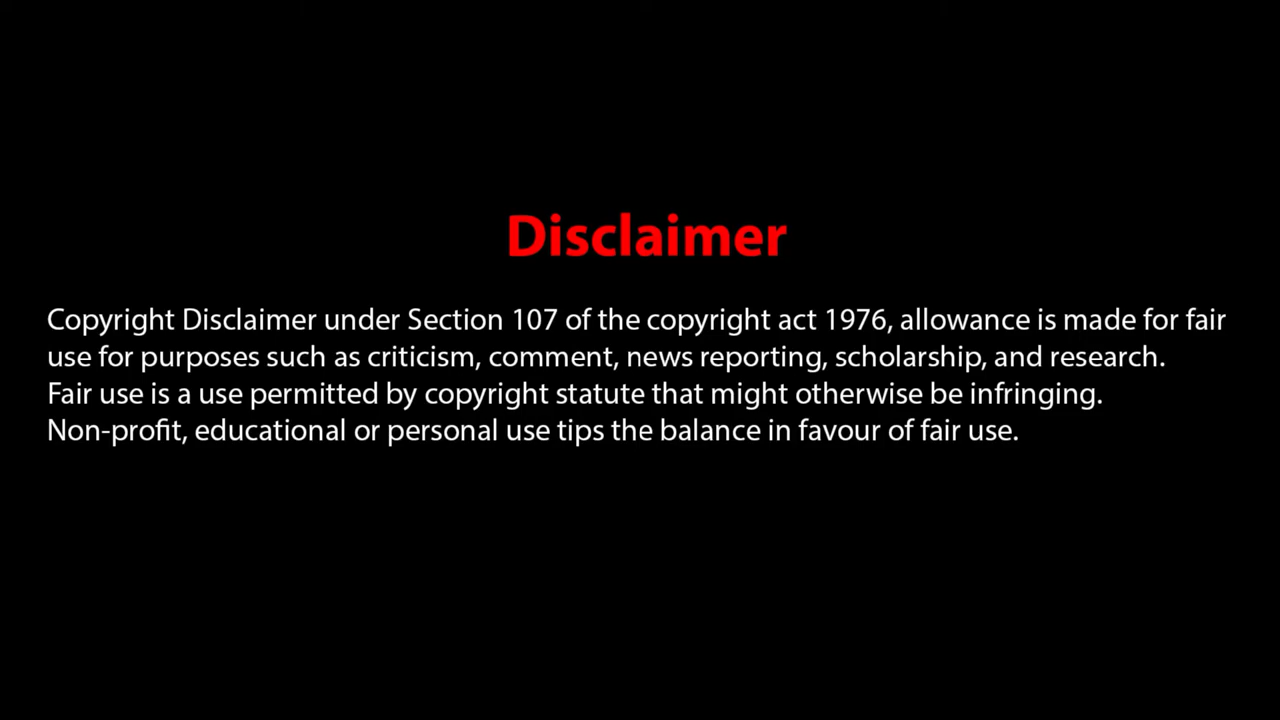 Disclaimer
Copyright Disclaimer under Section 107 of the copyright act 1976, allowance is made for fair
use for purposes such as criticism, comment, news reporting, scholarship, and research.
Fair use is a use permitted by copyright statute that might otherwise be infringing.
Non-profit, educational or personal use tips the balance in favour of fair use.